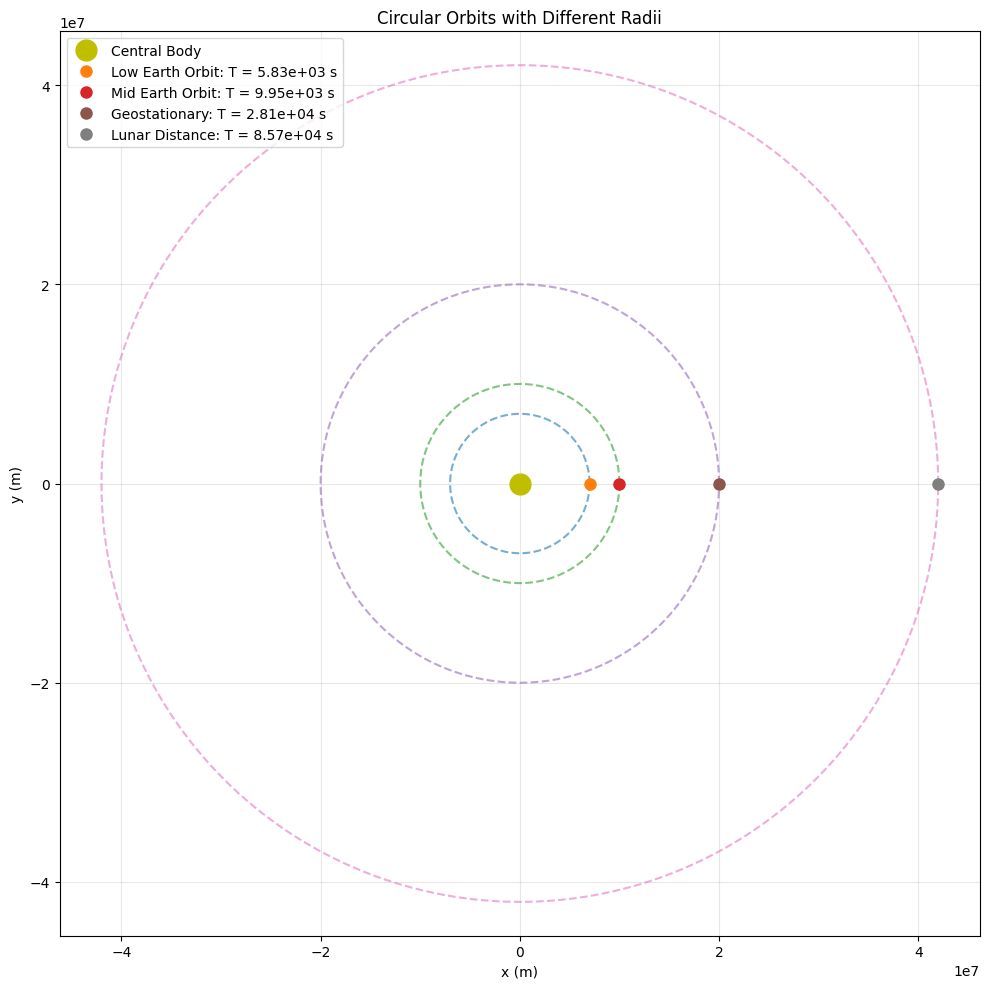 Circular Orbits with Different Radii
1e7
Central Body
Low Earth Orbit: T = 5.83e+03 s
Mid Earth Orbit: T = 9.95e+03 s
Geostationary: T = 2.81e+04 s
Lunar Distance: T = 8.57e+04 s
4
2
0
−2
−4
y (m)
−4 −2 0 2 4
x (m)
1e7